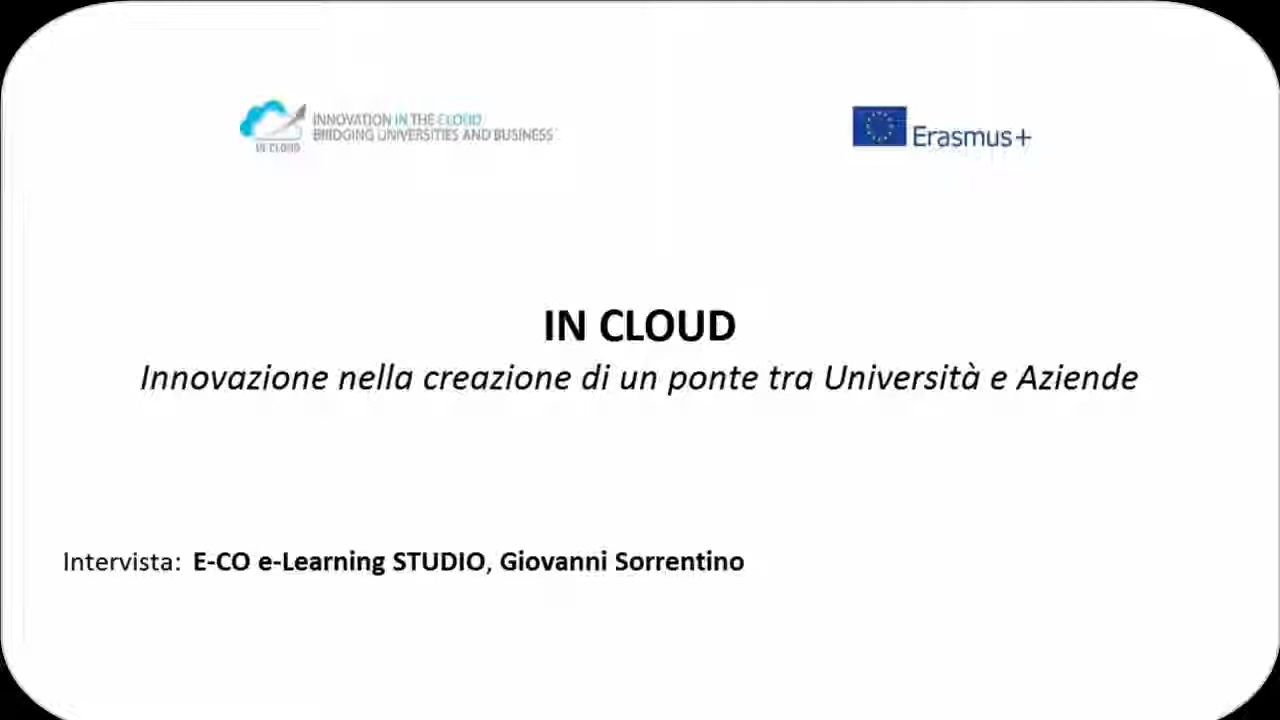 INNOVATION IN THE CLOUD
BRIDGING UNIVERSITIES AND BUSINESS
IN CLOUD
Erasmus+
IN CLOUD
Innovazione nella creazione di un ponte tra Università e Aziende
Intervista: E-CO e-Learning STUDIO, Giovanni Sorrentino